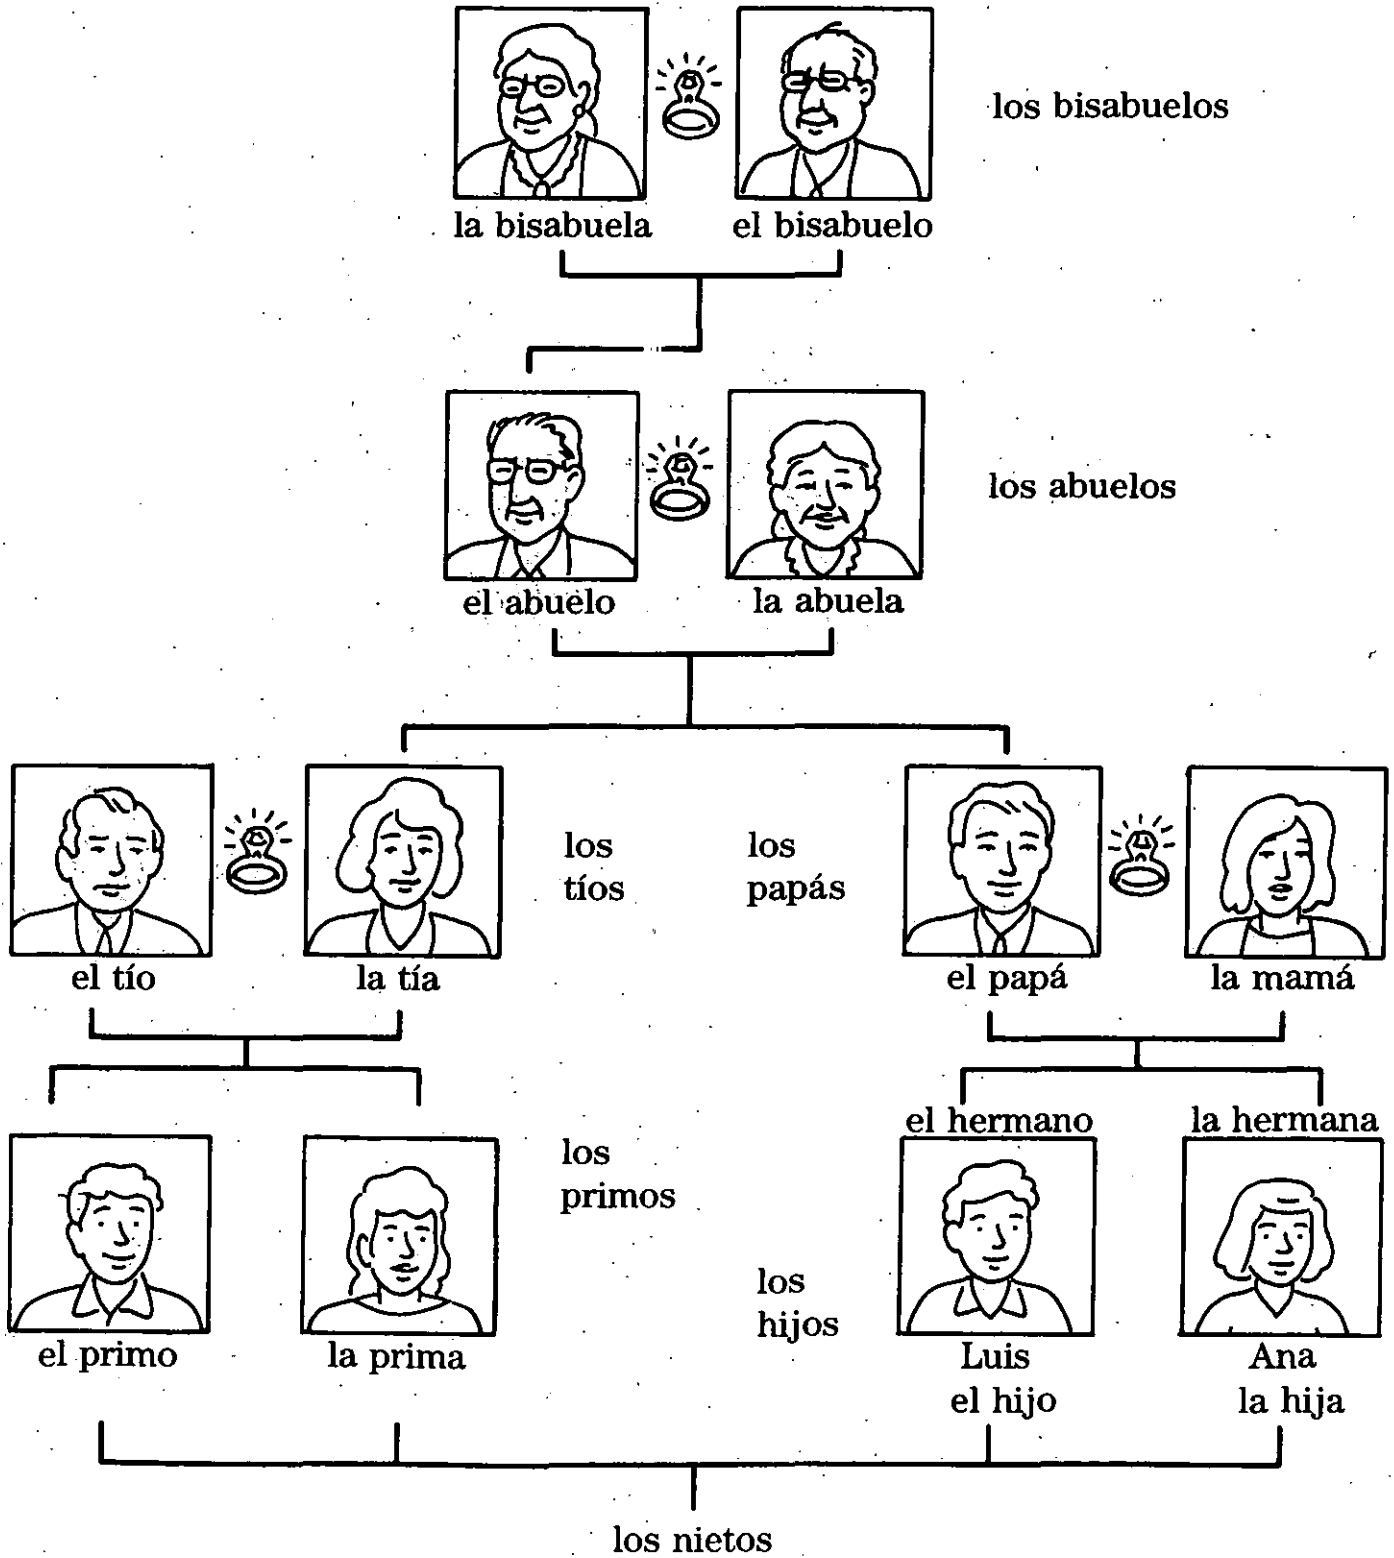 los bisabuelos
la bisabuela
el bisabuelo
los abuelos
el abuelo
la abuela
los
tíos
los
papás
el tío
la tía
el papá
la mamá
el hermano
la hermana
los
primos
los
hijos
el primo
la prima
Luis
el hijo
Ana
la hija
los nietos